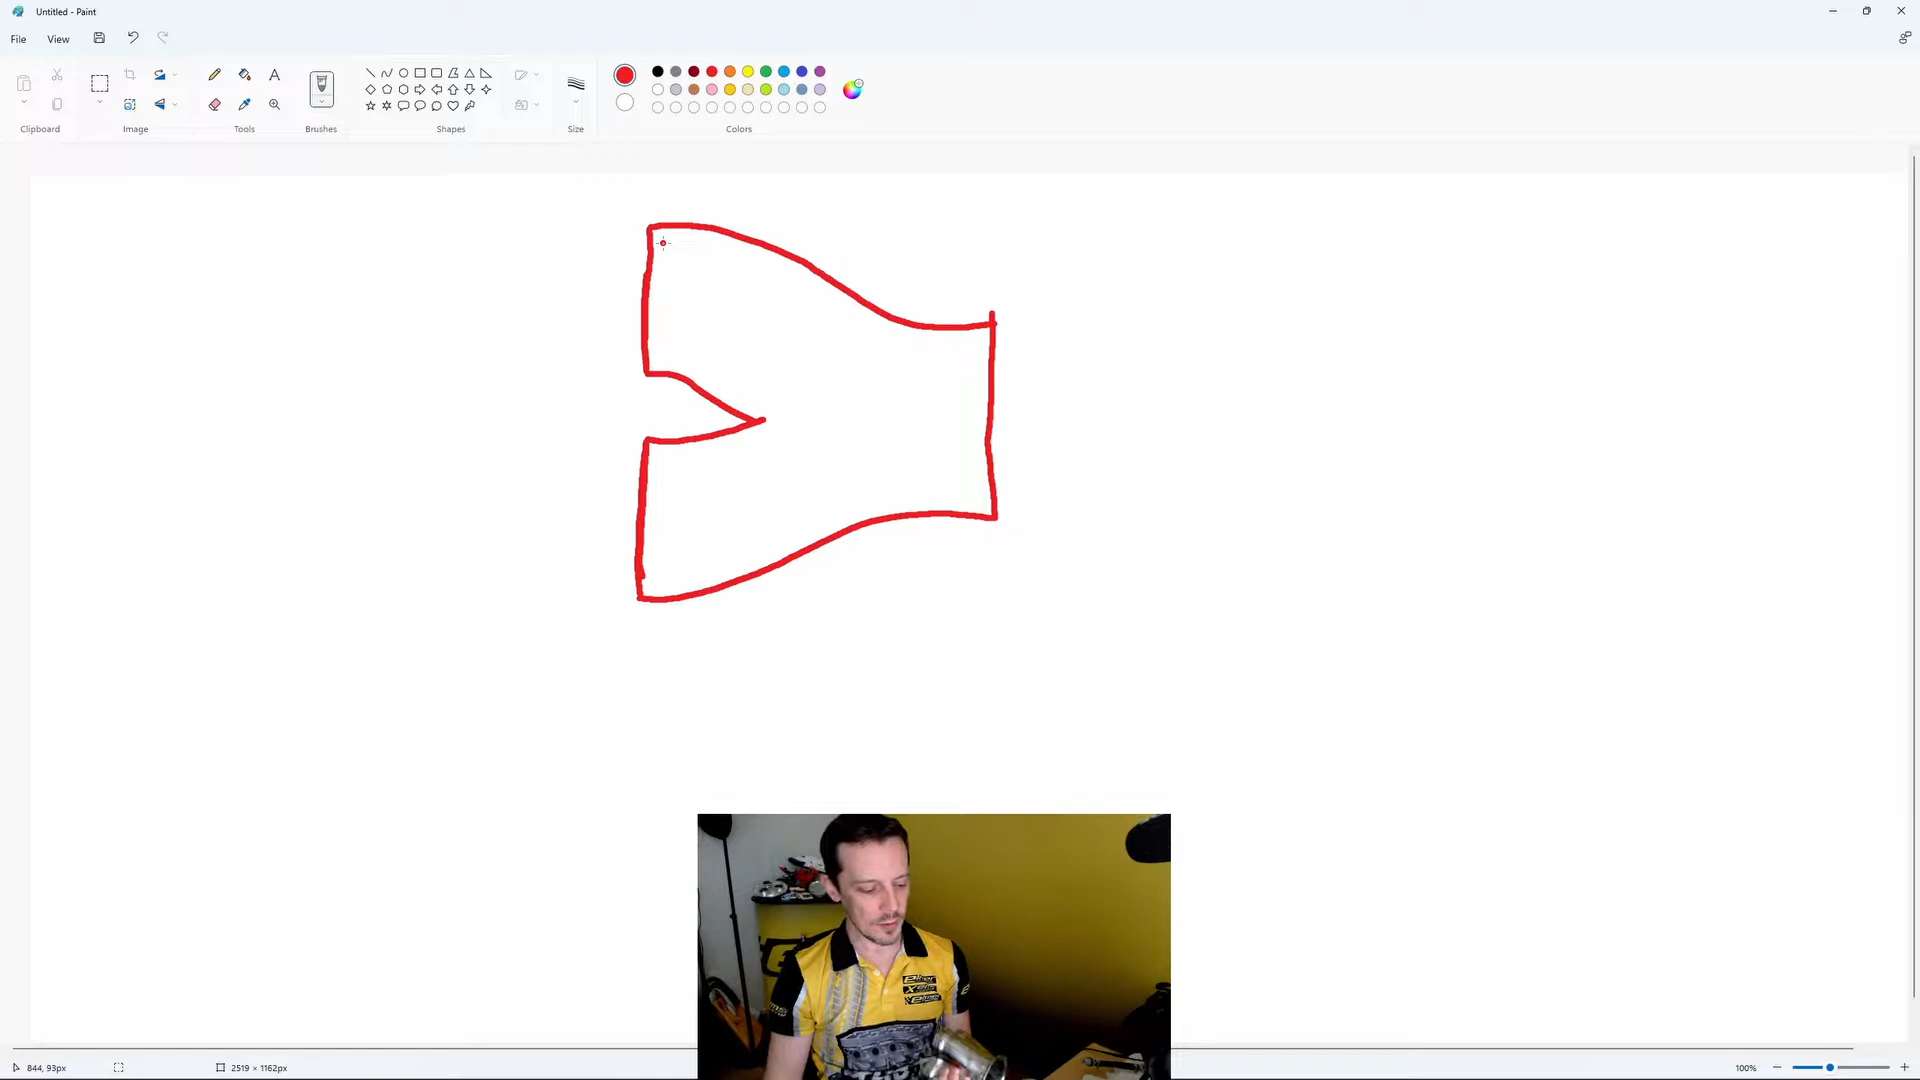 Untitled - Paint
File View
Clipboard Image Tools Brushes Shapes Size Colors
844, 93px 2519 × 1162px 100%